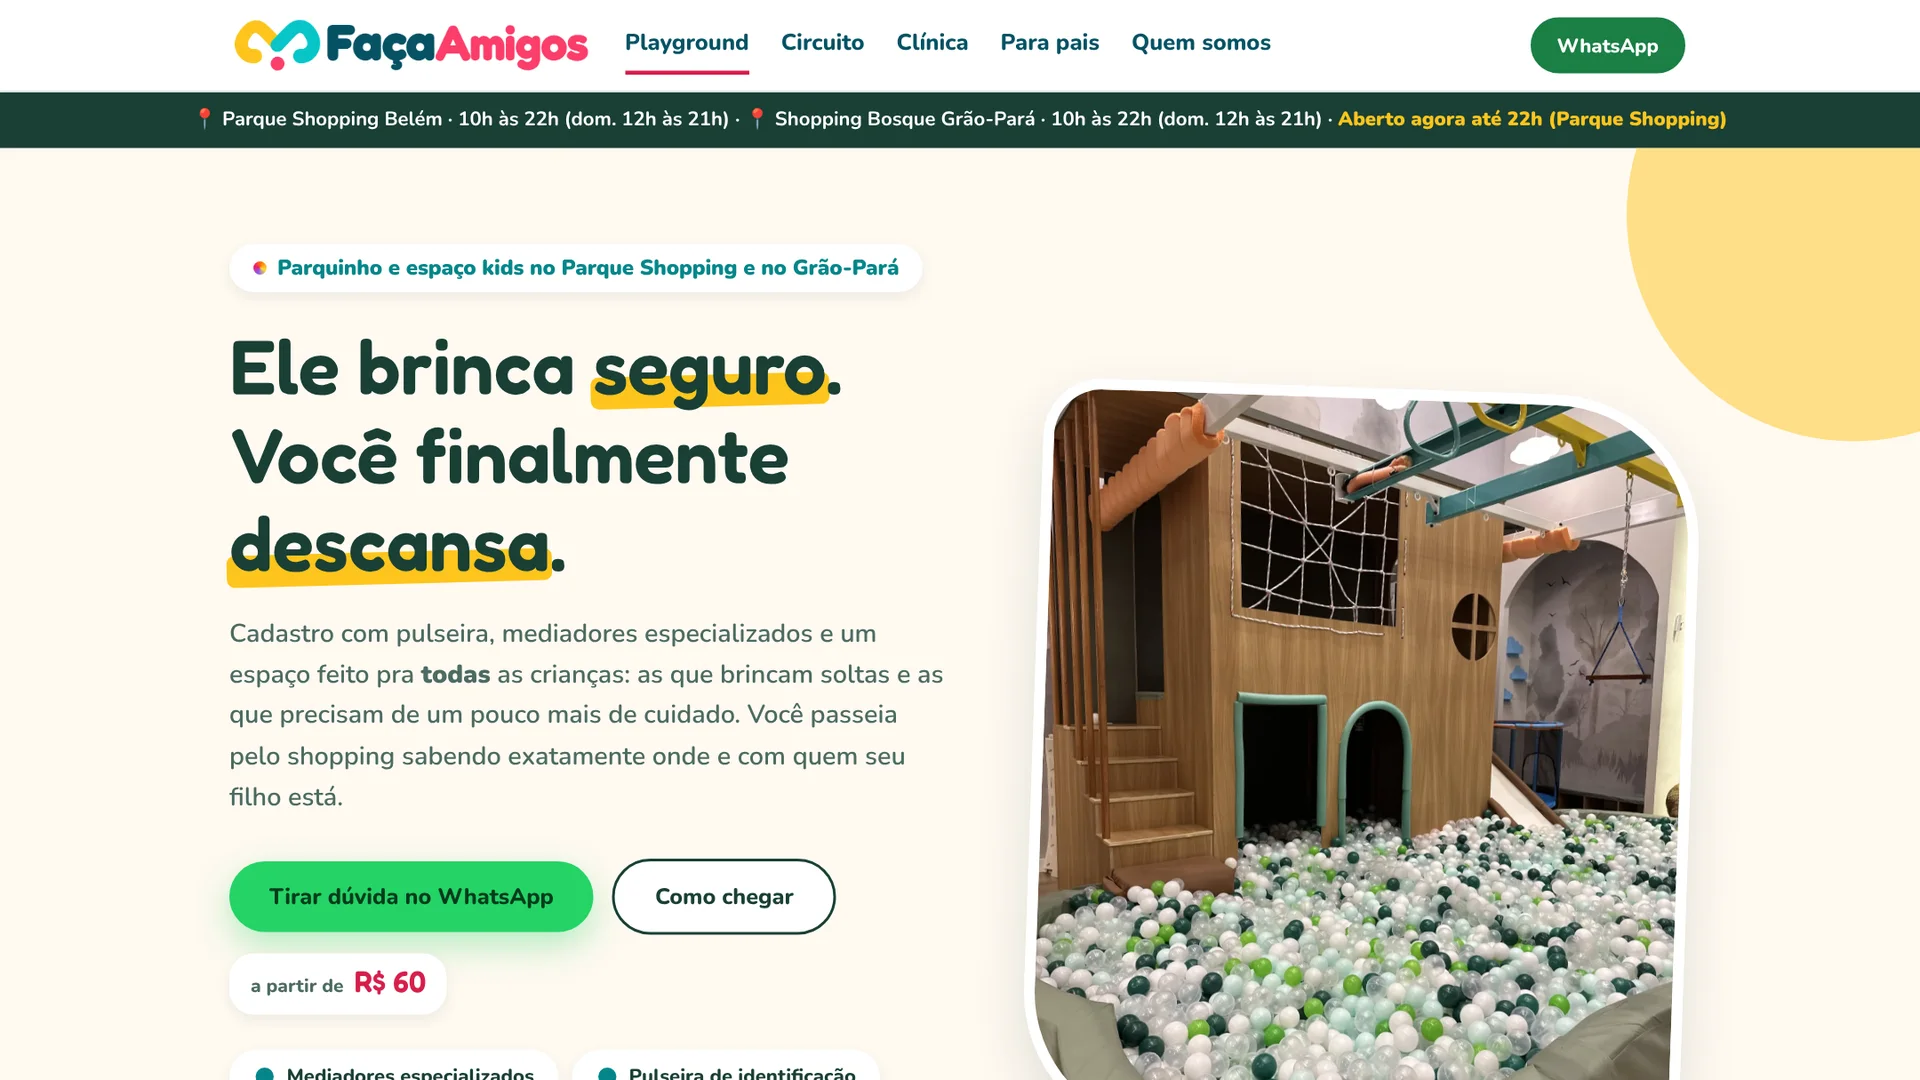 FaçaAmigos
Playground
Circuito
Clínica
Para pais
Quem somos
WhatsApp
📍 Parque Shopping Belém · 10h às 22h (dom. 12h às 21h) · 📍 Shopping Bosque Grão-Pará · 10h às 22h (dom. 12h às 21h) · Aberto agora até 22h (Parque Shopping)
Parquinho e espaço kids no Parque Shopping e no Grão-Pará
Ele brinca seguro.
Você finalmente
descansa.
Cadastro com pulseira, mediadores especializados e um
espaço feito pra todas as crianças: as que brincam soltas e as
que precisam de um pouco mais de cuidado. Você passeia
pelo shopping sabendo exatamente onde e com quem seu
filho está.
Tirar dúvida no WhatsApp
Como chegar
a partir de R$ 60
Mediadores especializados
Pulseira de identificação